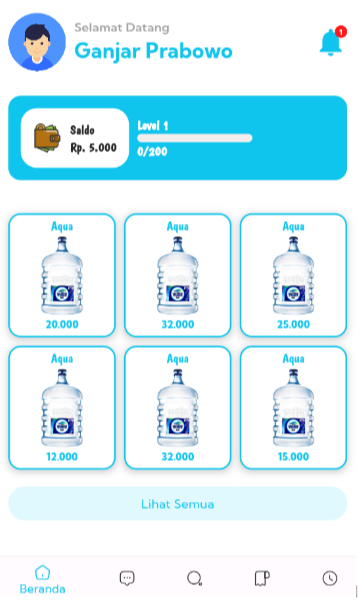 Selamat Datang
Ganjar Prabowo
1
Saldo
Rp. 5.000
Level 1
0/200
Aqua
Aqua
Aqua
20.000
32.000
25.000
Aqua
Aqua
Aqua
12.000
32.000
15.000
Lihat Semua
Beranda